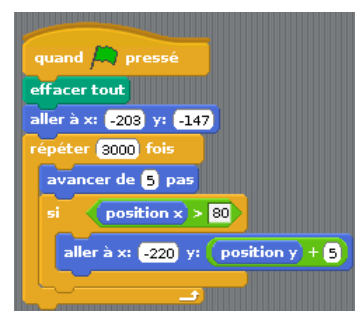 quand pressé
effacer tout
aller à x: -203 y: -147
répéter 3000 fois
avancer de 5 pas
si position x > 80
aller à x: -220 y: position y + 5